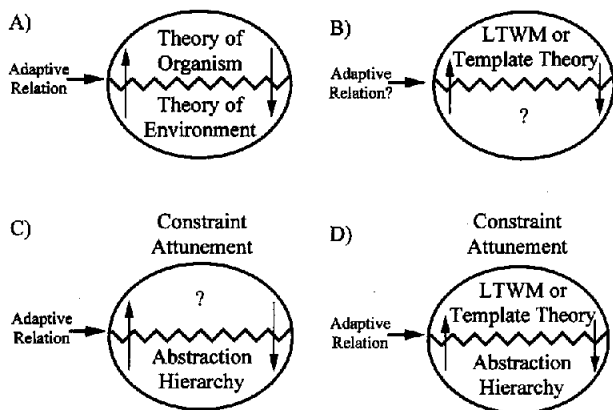 A)
Theory of
Organism
Adaptive
Relation
Theory of
Environment
B)
LTWM or
Template Theory
Adaptive
Relation?
?
C)
Constraint
Attunement
?
Adaptive
Relation
Abstraction
Hierarchy
D)
Constraint
Attunement
LTWM or
Template Theory
Adaptive
Relation
Abstraction
Hierarchy